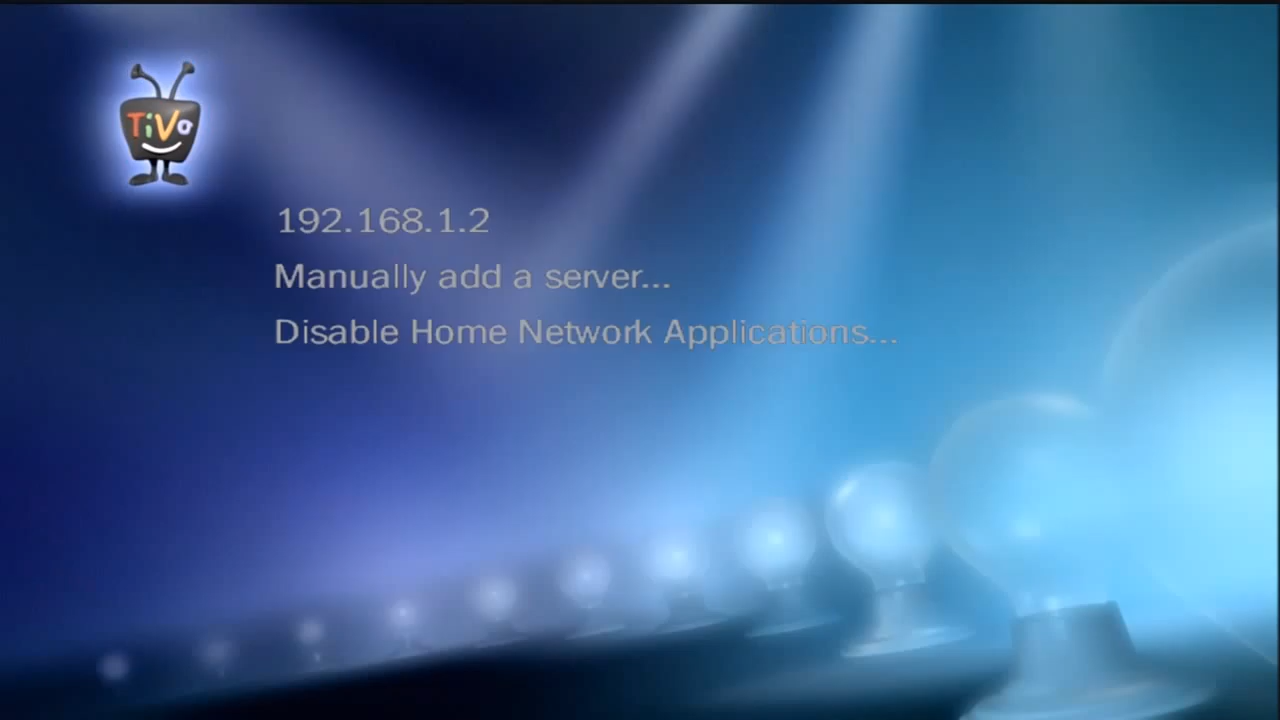 TiVo
192.168.1.2
Manually add a server...
Disable Home Network Applications...